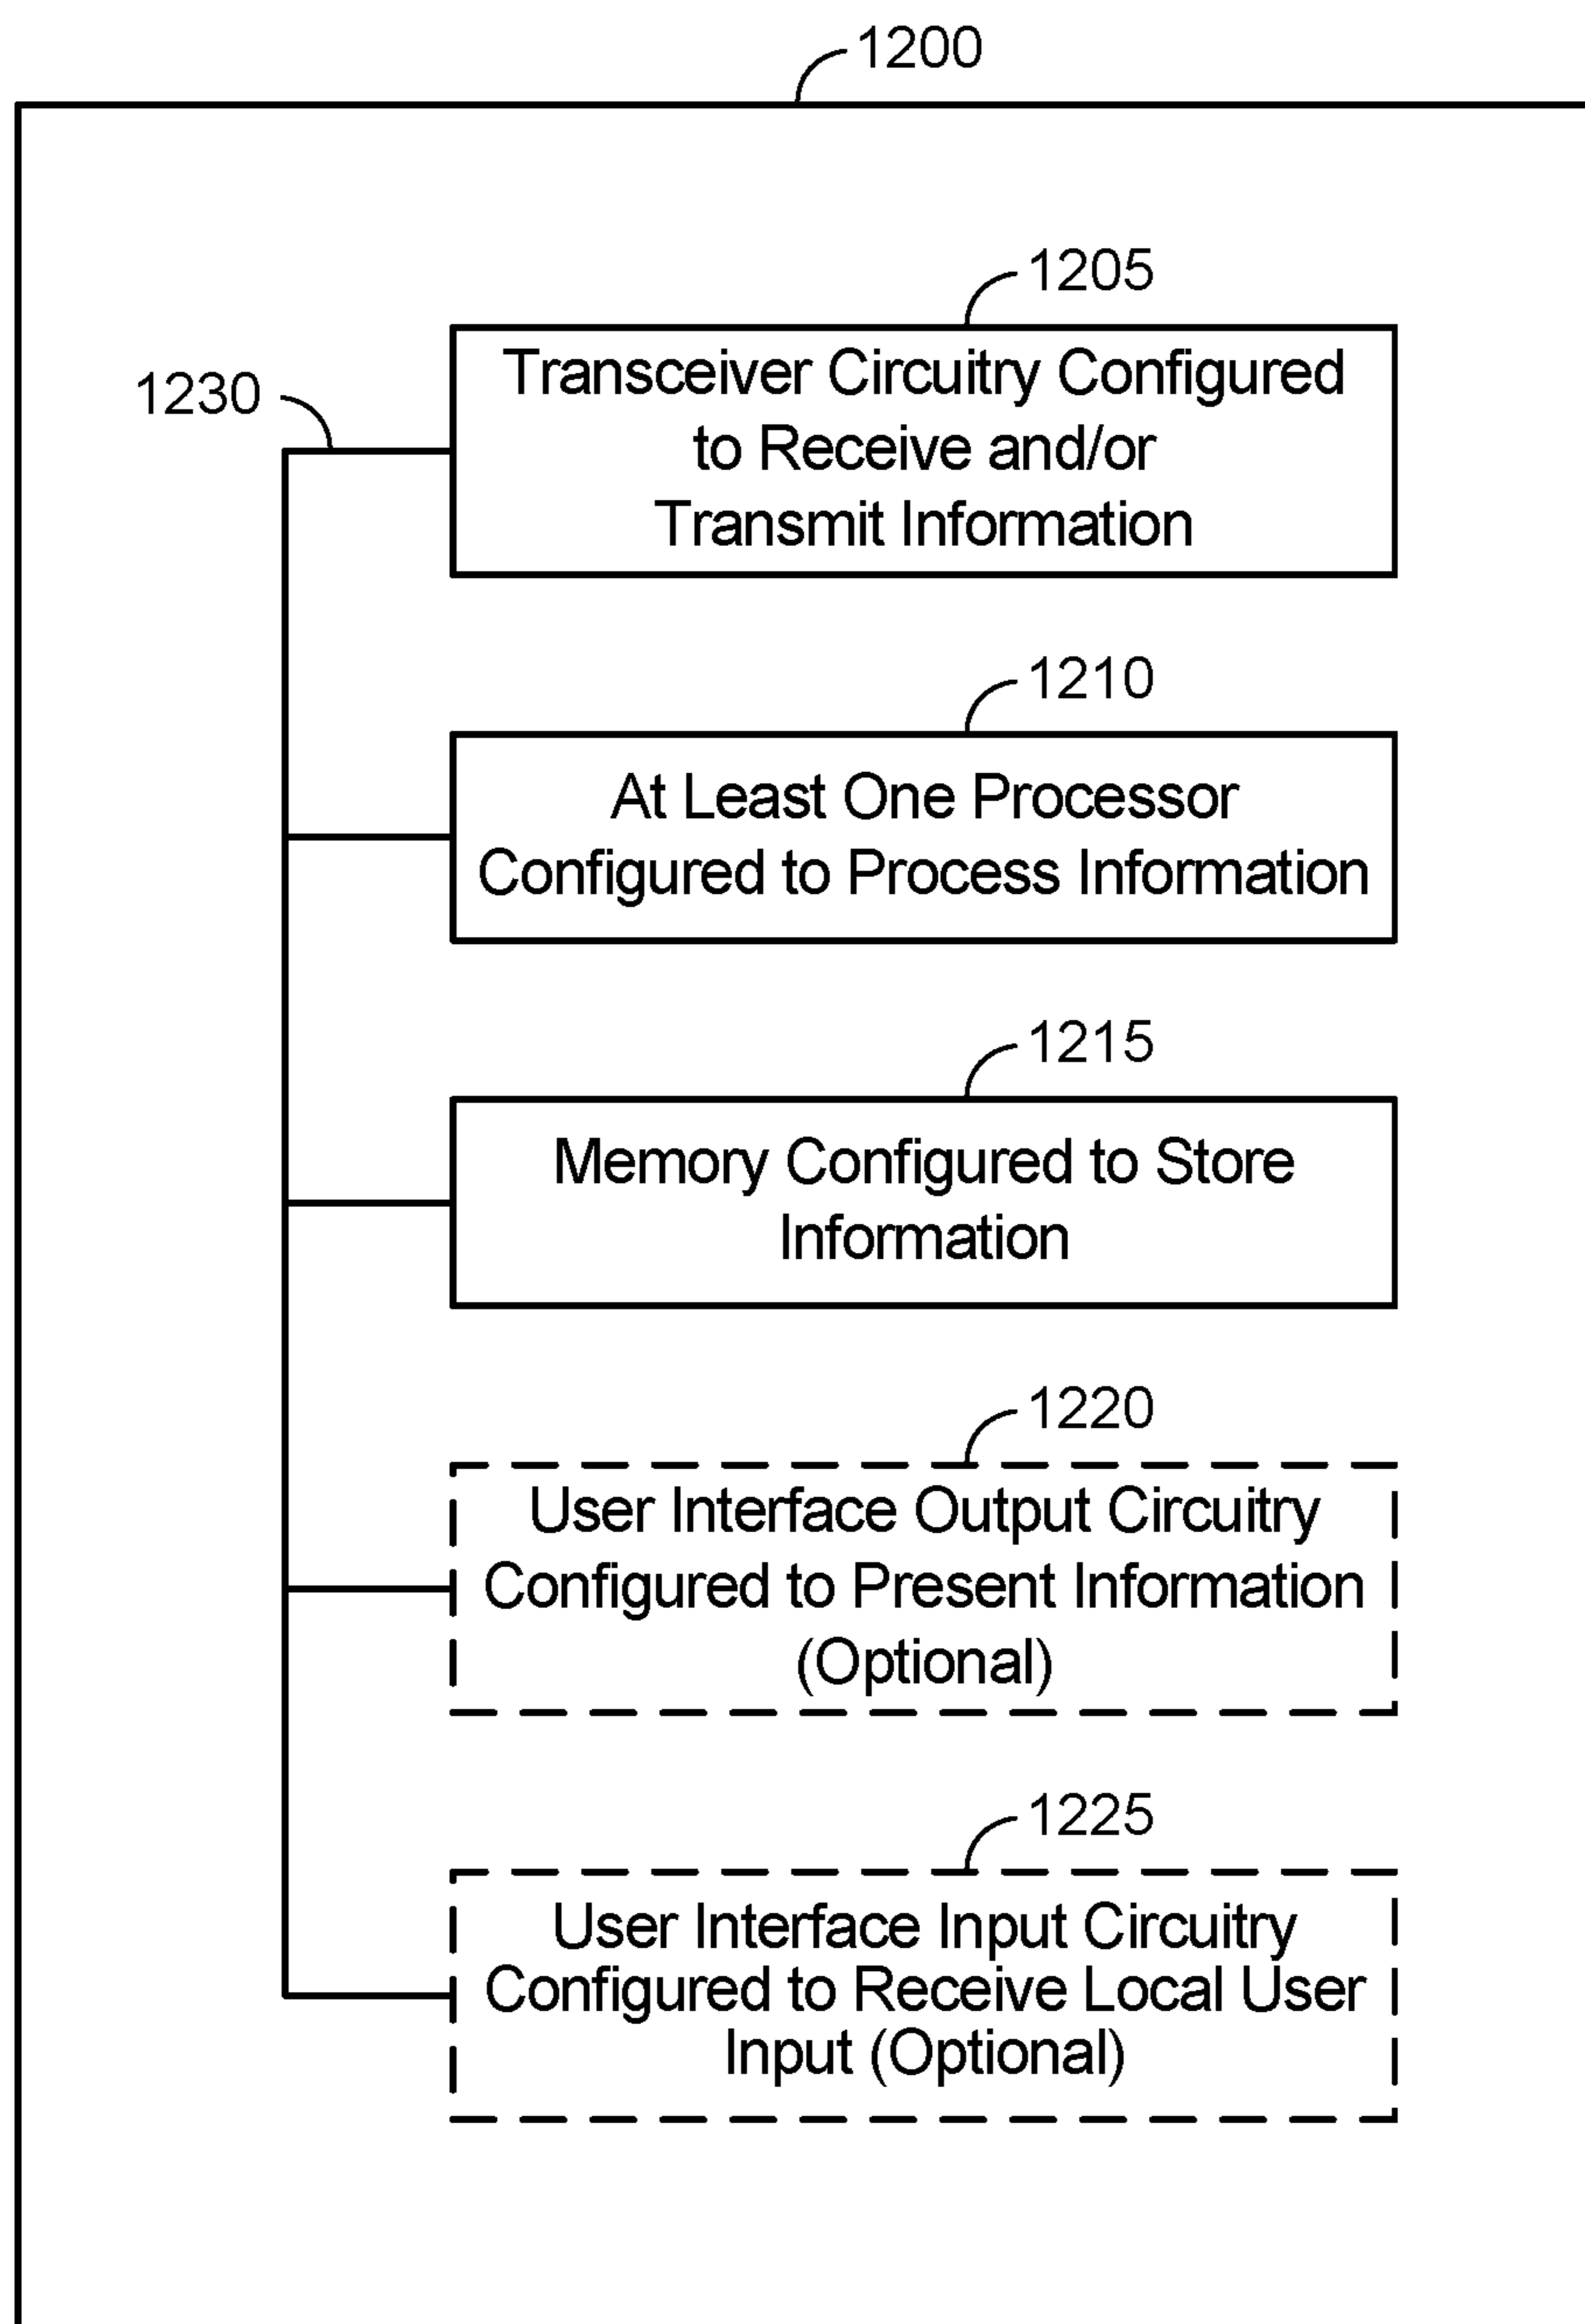 1200
1205
Transceiver Circuitry Configured
to Receive and/or
Transmit Information
1230
1210
At Least One Processor
Configured to Process Information
1215
Memory Configured to Store
Information
1220
User Interface Output Circuitry
Configured to Present Information
(Optional)
1225
User Interface Input Circuitry
Configured to Receive Local User
Input (Optional)